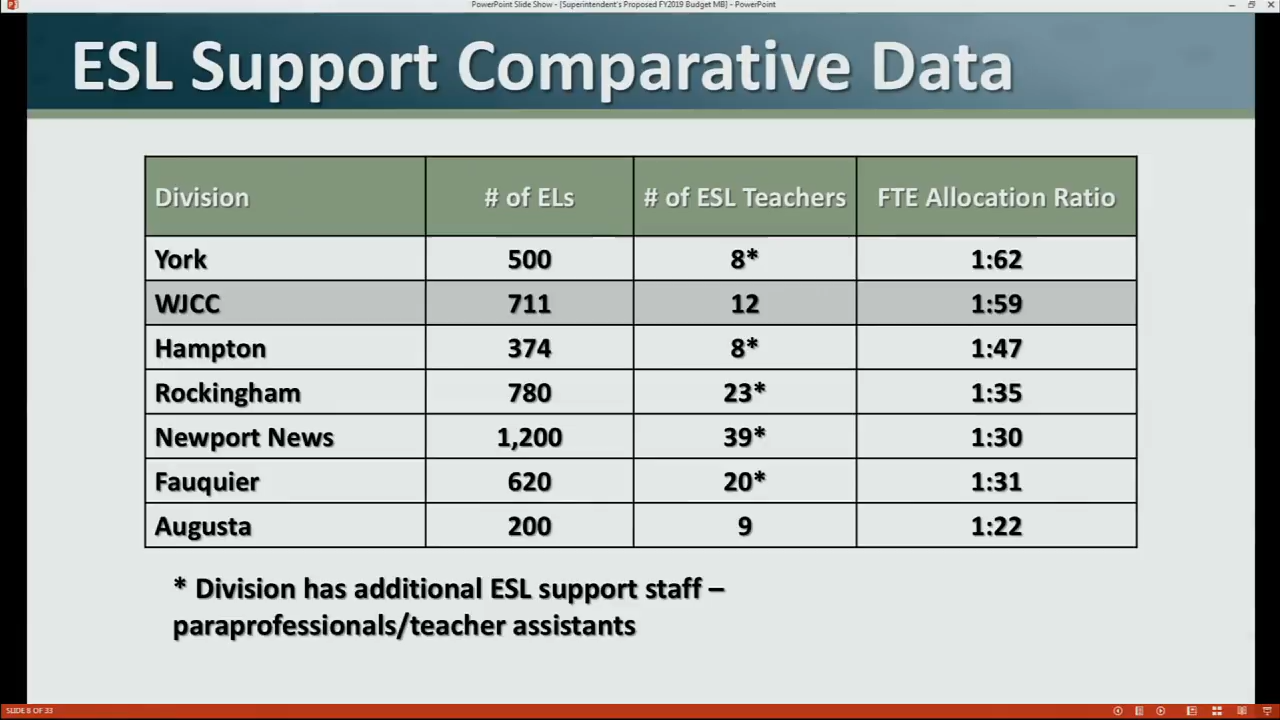 PowerPoint Slide Show - [Superintendent's Proposed FY2019 Budget MB] - PowerPoint
ESL Support Comparative Data
Division # of ELs # of ESL Teachers FTE Allocation Ratio
York 500 8* 1:62
WJCC 711 12 1:59
Hampton 374 8* 1:47
Rockingham 780 23* 1:35
Newport News 1,200 39* 1:30
Fauquier 620 20* 1:31
Augusta 200 9 1:22
* Division has additional ESL support staff –
paraprofessionals/teacher assistants
SLIDE 8 OF 33